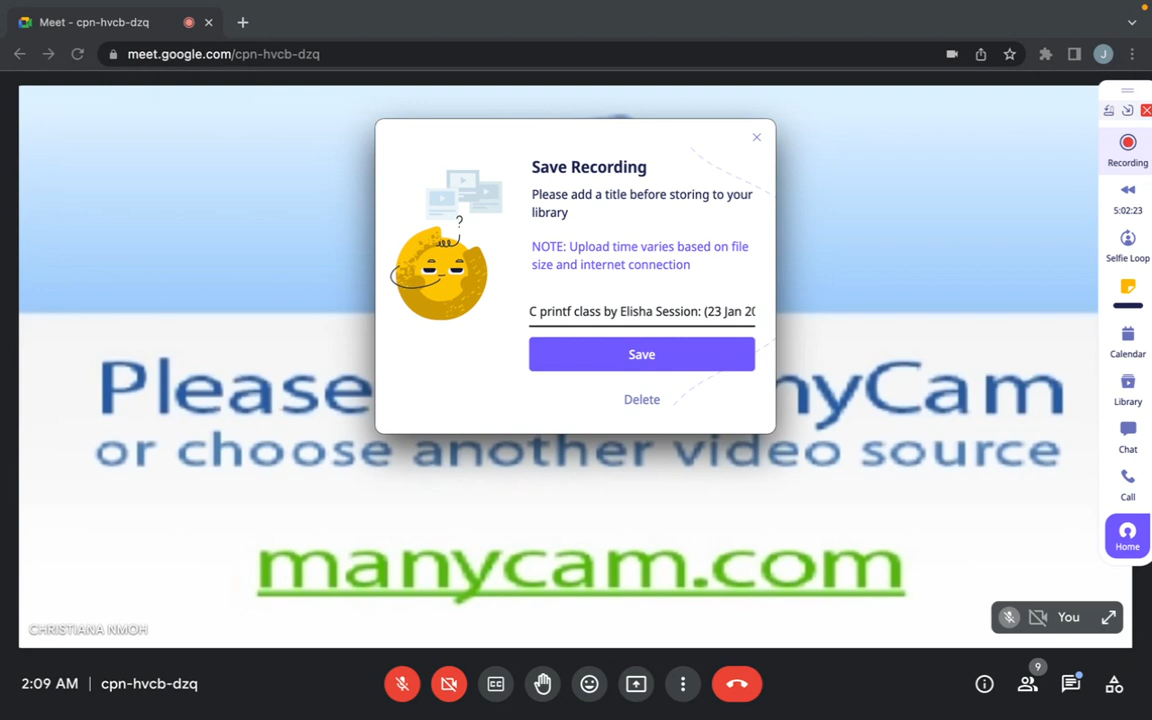 Meet - cpn-hvcb-dzq
meet.google.com/cpn-hvcb-dzq
J
Save Recording
Please add a title before storing to your
library
NOTE: Upload time varies based on file
size and internet connection
?
C printf class by Elisha Session: (23 Jan 20
Save
Delete
Please
nyCam
or choose another video source
manycam.com
CHRISTIANA NMOH
You
Recording
5:02:23
Selfie Loop
Calendar
Library
Chat
Call
Home
2:09 AM | cpn-hvcb-dzq
CC
9